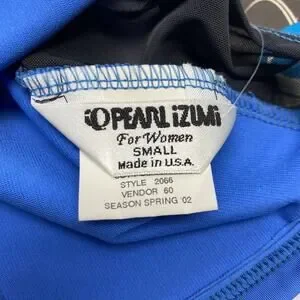 PEARL iZUMi
For Women
SMALL
Made in U.S.A.
STYLE 2066
VENDOR 60
SEASON SPRING '02